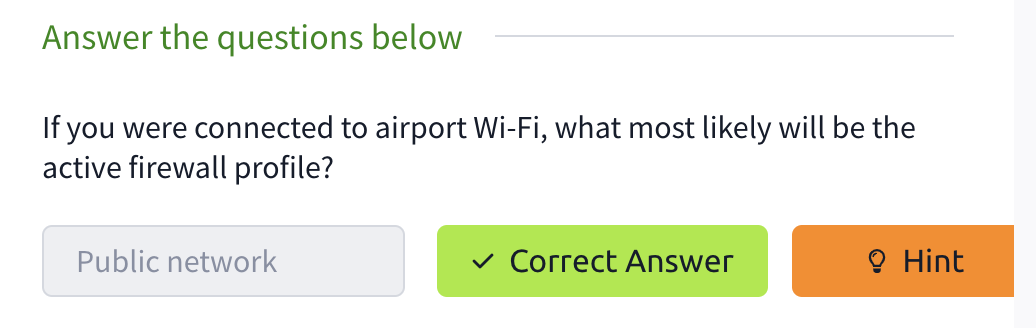 Answer the questions below
If you were connected to airport Wi-Fi, what most likely will be the
active firewall profile?
Public network
Correct Answer
Hint